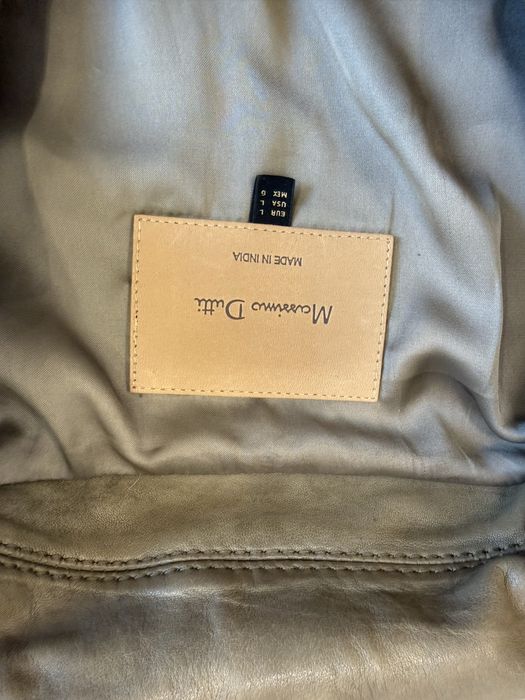 Massimo Dutti
MADE IN INDIA
EUR L
USA L
MEX G